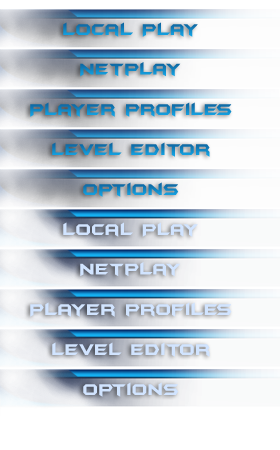 LOCAL PLAY
NETPLAY
PLAYER PROFILES
LEVEL EDITOR
OPTIONS
LOCAL PLAY
NETPLAY
PLAYER PROFILES
LEVEL EDITOR
OPTIONS